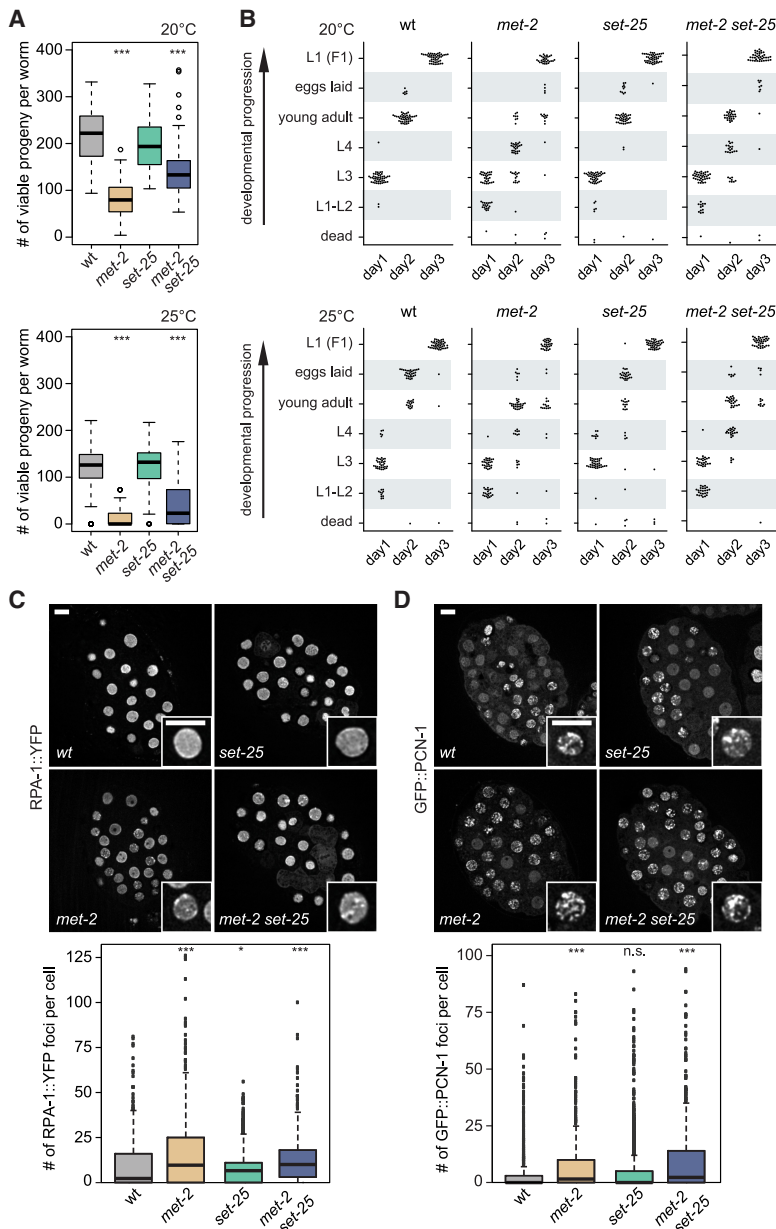 A
20°C
***
***
# of viable progeny per worm
400
300
200
100
0
wt
met-2
set-25
met-2
set-25
25°C
***
***
# of viable progeny per worm
400
300
200
100
0
wt
met-2
set-25
met-2
set-25
B
20°C
wt
met-2
set-25
met-2 set-25
developmental progression
L1 (F1)
eggs laid
young adult
L4
L3
L1-L2
dead
day1
day2
day3
day1
day2
day3
day1
day2
day3
day1
day2
day3
25°C
wt
met-2
set-25
met-2 set-25
developmental progression
L1 (F1)
eggs laid
young adult
L4
L3
L1-L2
dead
day1
day2
day3
day1
day2
day3
day1
day2
day3
day1
day2
day3
C
RPA-1::YFP
wt
set-25
met-2
met-2 set-25
# of RPA-1::YFP foci per cell
125
100
75
50
25
0
***
*
***
wt
met-2
set-25
met-2
set-25
D
GFP::PCN-1
wt
set-25
met-2
met-2 set-25
# of GFP::PCN-1 foci per cell
100
75
50
25
0
***
n.s.
***
wt
met-2
set-25
met-2
set-25